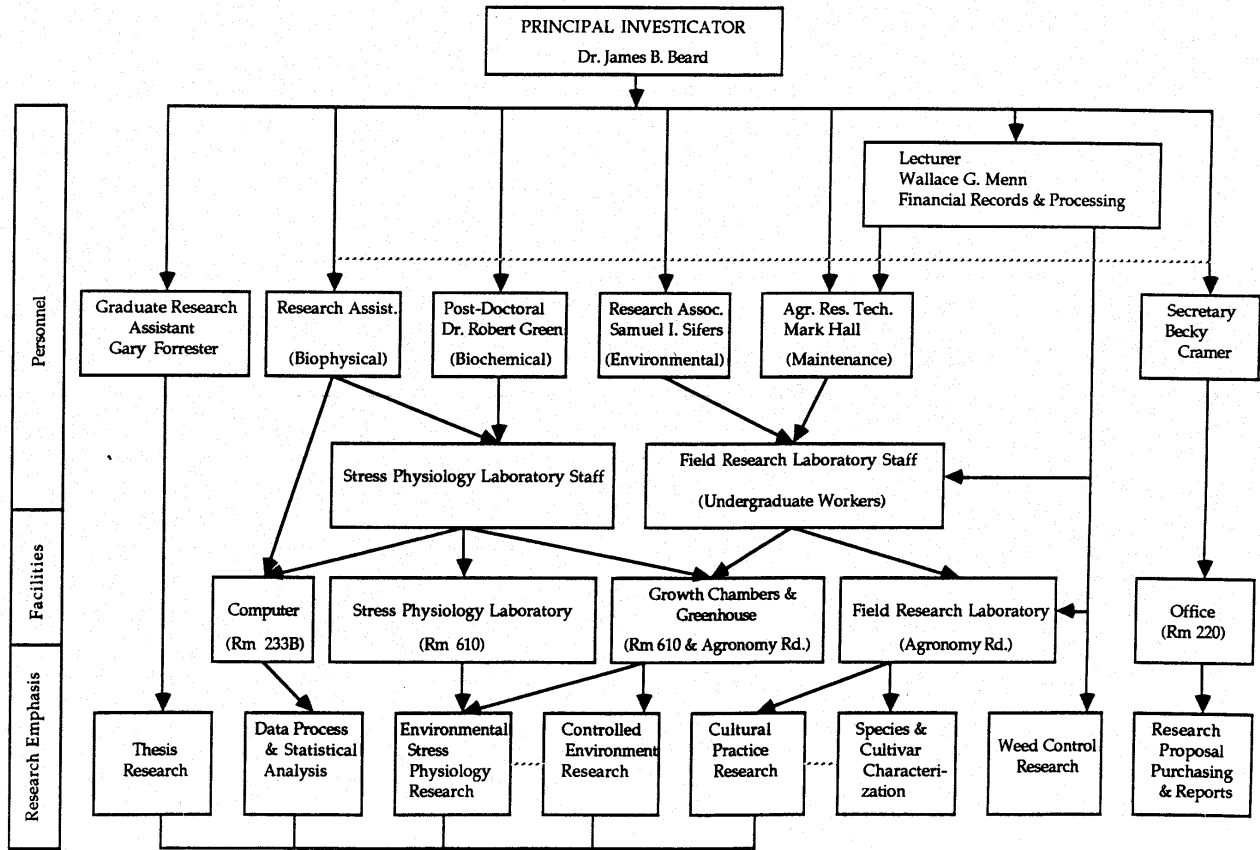 PRINCIPAL INVESTICATOR
Dr. James B. Beard
Lecturer
Wallace G. Menn
Financial Records & Processing
Personnel
Graduate Research
Assistant
Gary Forrester
Research Assist.
(Biophysical)
Post-Doctoral
Dr. Robert Green
(Biochemical)
Research Assoc.
Samuel I. Sifers
(Environmental)
Agr. Res. Tech.
Mark Hall
(Maintenance)
Secretary
Becky
Cramer
Stress Physiology Laboratory Staff
Field Research Laboratory Staff
(Undergraduate Workers)
Facilities
Computer
(Rm 233B)
Stress Physiology Laboratory
(Rm 610)
Growth Chambers &
Greenhouse
(Rm 610 & Agronomy Rd.)
Field Research Laboratory
(Agronomy Rd.)
Office
(Rm 220)
Research Emphasis
Thesis
Research
Data Process
& Statistical
Analysis
Environmental
Stress
Physiology
Research
Controlled
Environment
Research
Cultural
Practice
Research
Species &
Cultivar
Characteri-
zation
Weed Control
Research
Research
Proposal
Purchasing
& Reports